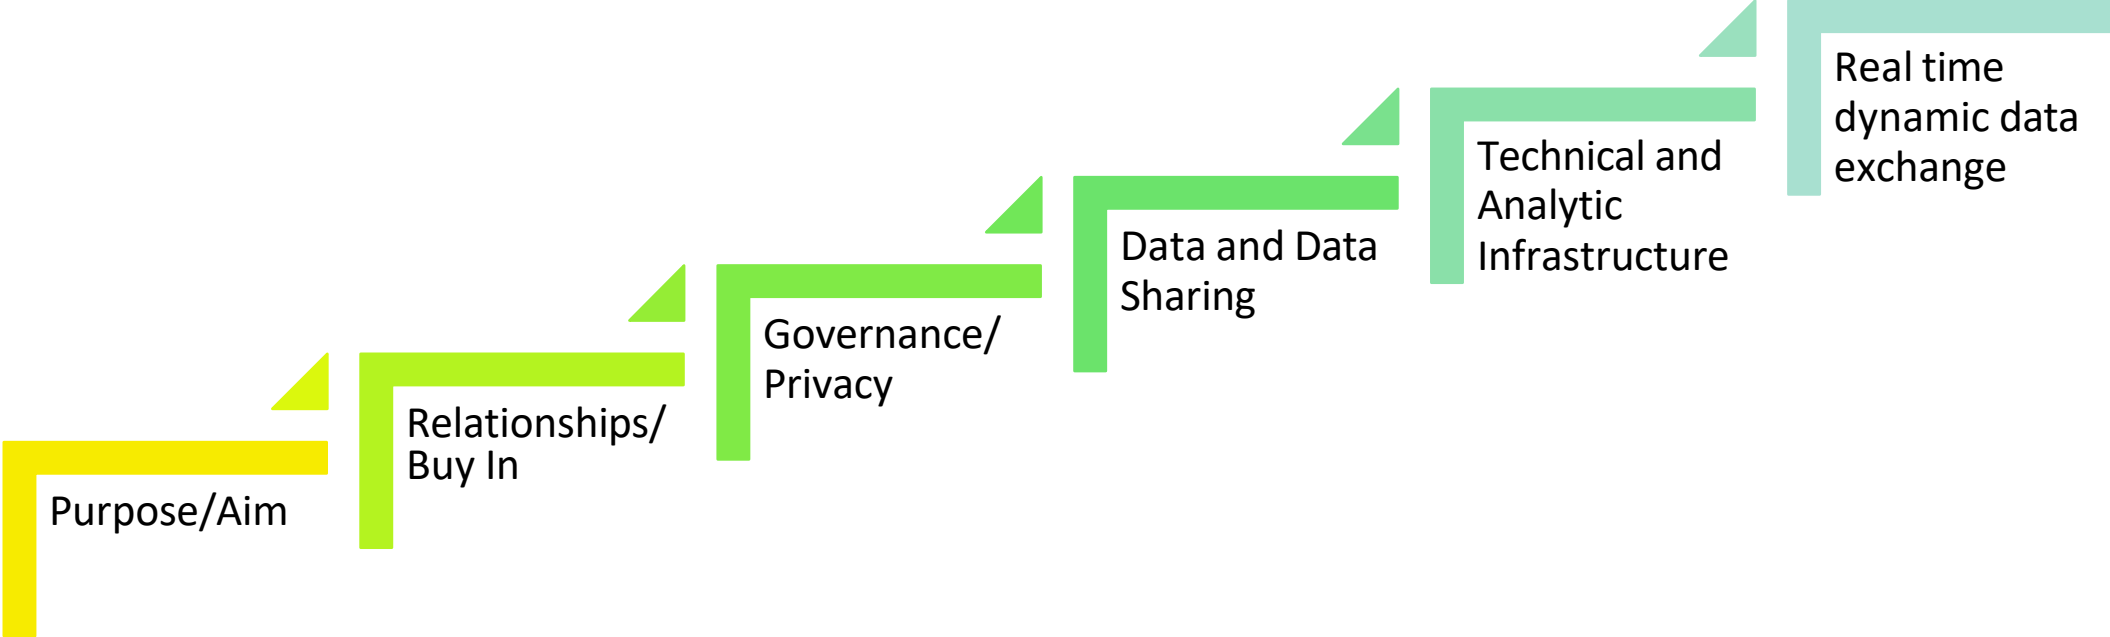 Purpose/Aim
Relationships/
Buy In
Governance/
Privacy
Data and Data
Sharing
Technical and
Analytic
Infrastructure
Real time
dynamic data
exchange